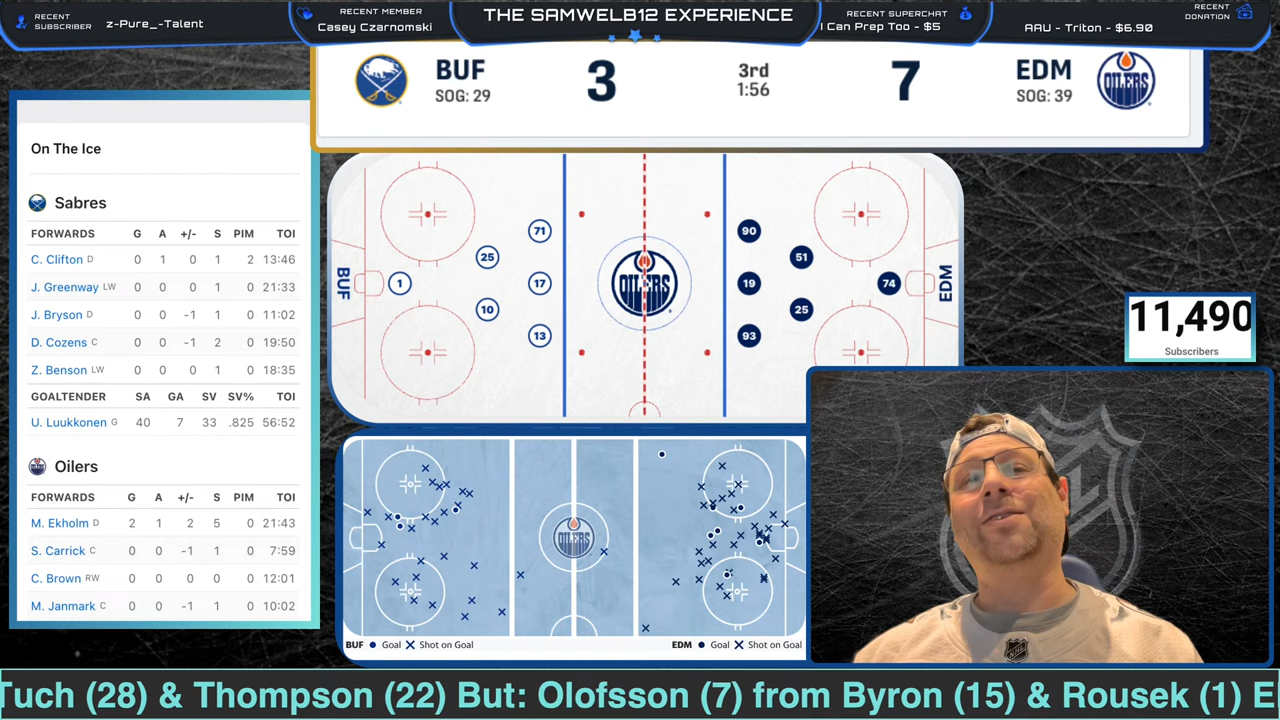 RECENT SUBSCRIBER
z-Pure_-Talent
RECENT MEMBER
Casey Czarnomski
THE SAMWELB12 EXPERIENCE
RECENT SUPERCHAT
I Can Prep Too - $5
RECENT DONATION
AAU - Triton - $6.90
BUF
SOG: 29
3
3rd
1:56
7
EDM
SOG: 39
OILERS
On The Ice
Sabres
FORWARDS G A +/- S PIM TOI
C. Clifton D 0 1 0 1 2 13:46
J. Greenway LW 0 0 0 1 0 21:33
J. Bryson D 0 0 -1 1 0 11:02
D. Cozens C 0 0 -1 2 0 19:50
Z. Benson LW 0 0 0 1 0 18:35
GOALTENDER SA GA SV SV% TOI
U. Luukkonen G 40 7 33 .825 56:52
Oilers
FORWARDS G A +/- S PIM TOI
M. Ekholm D 2 1 2 5 0 21:43
S. Carrick C 0 0 -1 1 0 7:59
C. Brown RW 0 0 0 0 0 12:01
M. Janmark C 0 0 -1 1 0 10:02
BUF
1
25
10
71
17
13
OILERS
90
19
93
51
25
74
EDM
11,490
Subscribers
OILERS
BUF Goal Shot on Goal
EDM Goal Shot on Goal
NHL
Tuch (28) & Thompson (22) But: Olofsson (7) from Byron (15) & Rousek (1) E